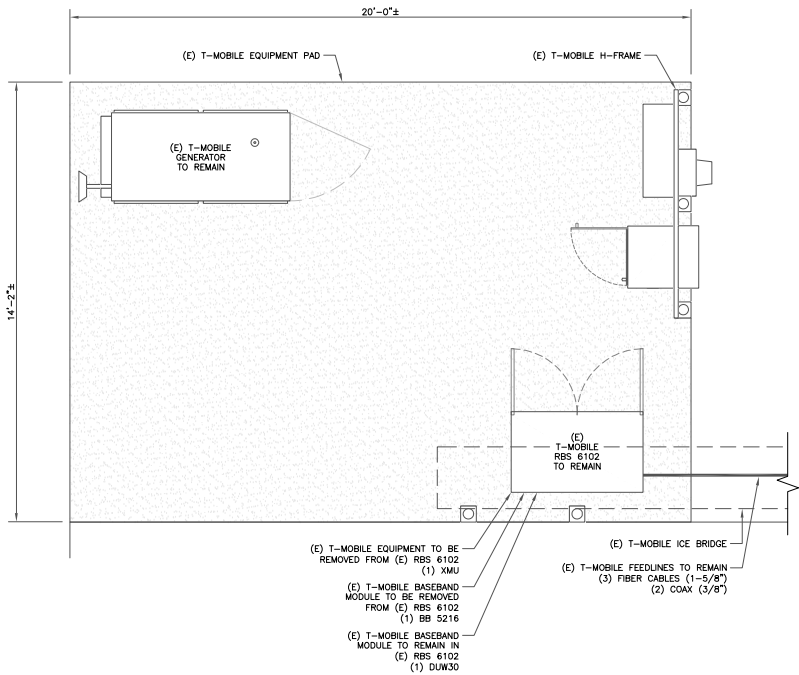 20'-0"±
(E) T-MOBILE EQUIPMENT PAD
(E) T-MOBILE H-FRAME
(E) T-MOBILE
GENERATOR
TO REMAIN
14'-2"±
(E)
T-MOBILE
RBS 6102
TO REMAIN
(E) T-MOBILE EQUIPMENT TO BE
REMOVED FROM (E) RBS 6102
(1) XMU
(E) T-MOBILE BASEBAND
MODULE TO BE REMOVED
FROM (E) RBS 6102
(1) BB 5216
(E) T-MOBILE BASEBAND
MODULE TO REMAIN IN
(E) RBS 6102
(1) DUW30
(E) T-MOBILE ICE BRIDGE
(E) T-MOBILE FEEDLINES TO REMAIN
(3) FIBER CABLES (1-5/8")
(2) COAX (3/8")